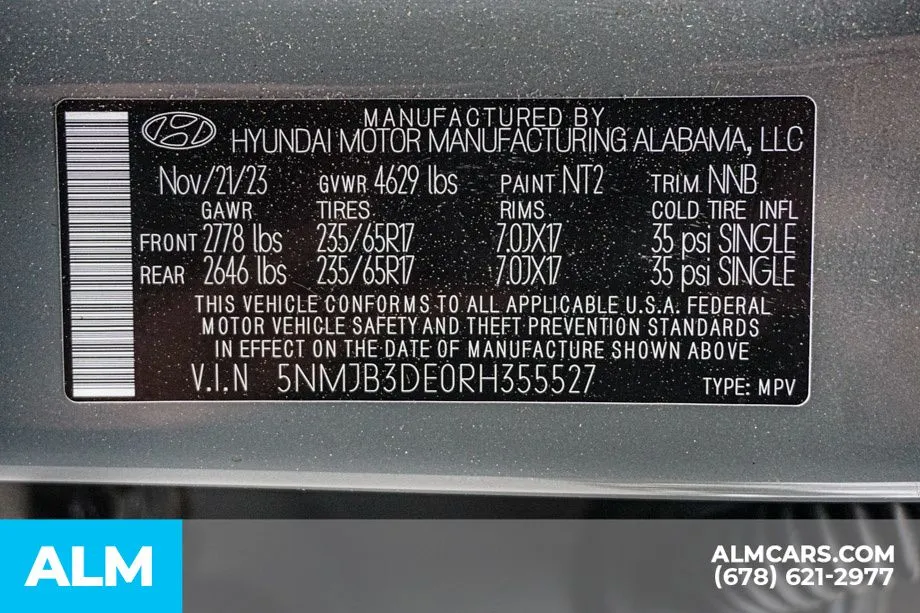 MANUFACTURED BY
HYUNDAI MOTOR MANUFACTURING ALABAMA, LLC
Nov/21/23 GVWR 4629 lbs PAINT NT2 TRIM NNB
GAWR TIRES RIMS COLD TIRE INFL
FRONT 2778 lbs 235/65R17 7.0JX17 35 psi SINGLE
REAR 2646 lbs 235/65R17 7.0JX17 35 psi SINGLE
THIS VEHICLE CONFORMS TO ALL APPLICABLE U.S.A. FEDERAL
MOTOR VEHICLE SAFETY AND THEFT PREVENTION STANDARDS
IN EFFECT ON THE DATE OF MANUFACTURE SHOWN ABOVE
V.I.N 5NMJB3DE0RH355527 TYPE: MPV
ALM
ALMCARS.COM
(678) 621-2977